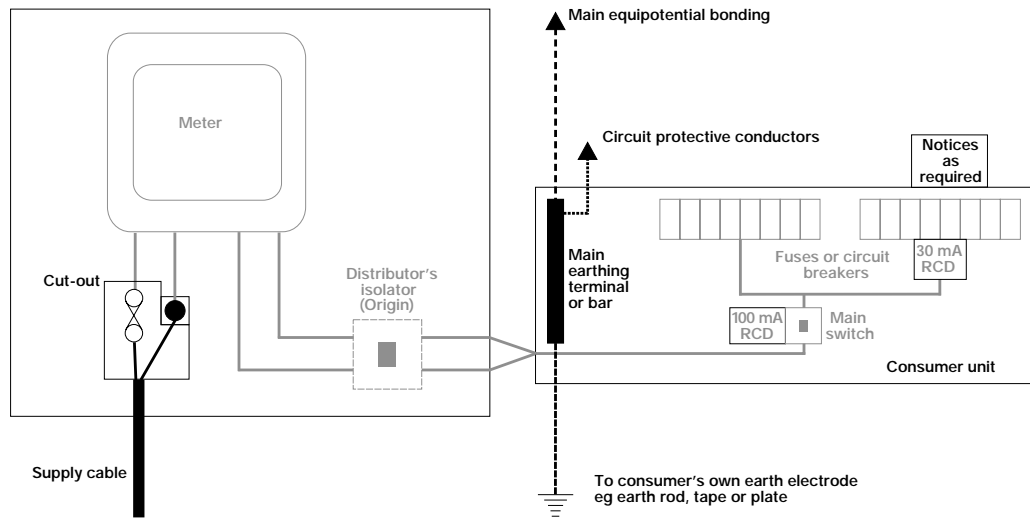 Main equipotential bonding
Meter
Circuit protective conductors
Notices
as
required
Cut-out
Distributor's
isolator
(Origin)
Main
earthing
terminal
or bar
Fuses or circuit
breakers
30 mA
RCD
100 mA
RCD
Main
switch
Consumer unit
Supply cable
To consumer's own earth electrode
eg earth rod, tape or plate